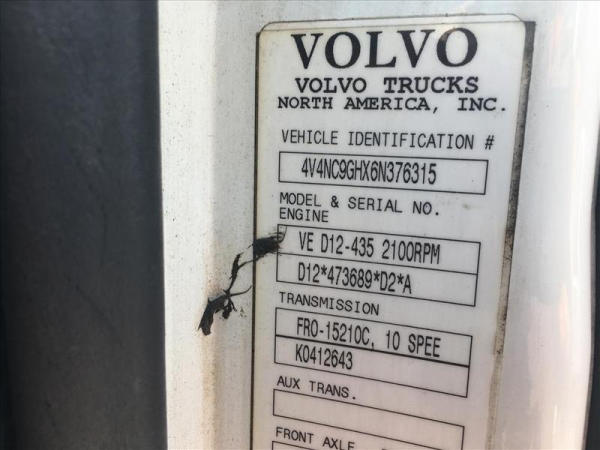 VOLVO
VOLVO TRUCKS
NORTH AMERICA, INC.
VEHICLE IDENTIFICATION #
4V4NC9GHX6N376315
MODEL & SERIAL NO.
ENGINE
VE D12-435 2100RPM
D12*473689*D2*A
TRANSMISSION
FRO-15210C, 10 SPEE
K0412643
AUX TRANS.
FRONT AXLE